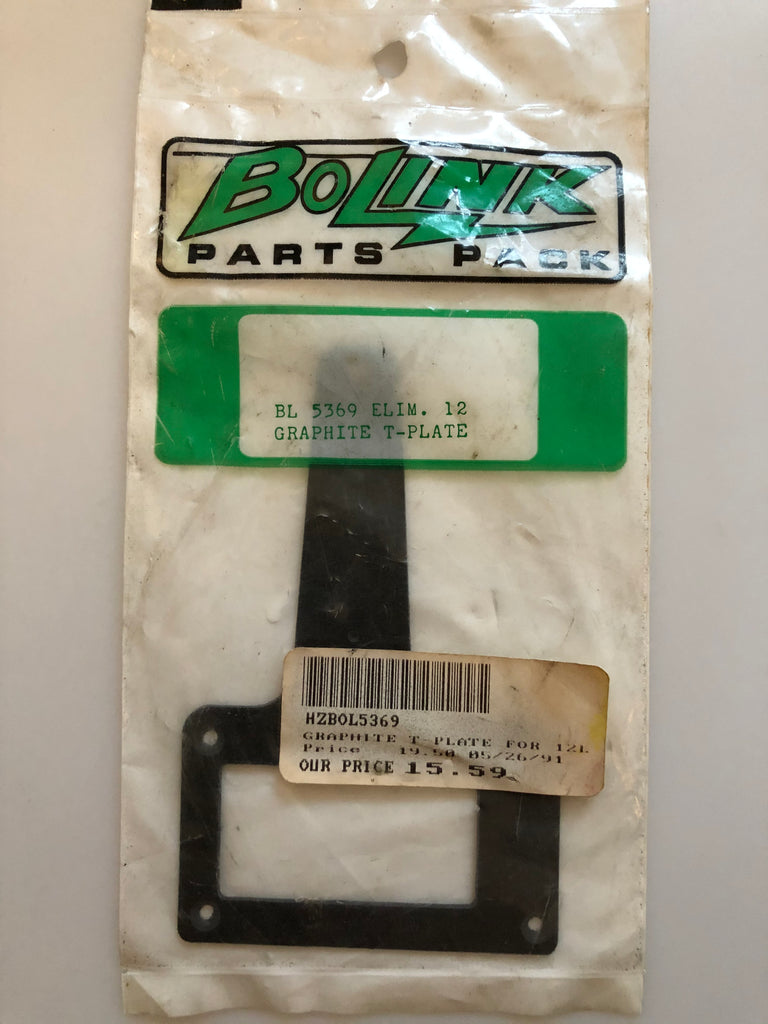 BOLINK
PARTS PACK
BL 5369 ELIM. 12
GRAPHITE T-PLATE
HZBOL5369
GRAPHITE T-PLATE FOR 12L
Price 19.50 05/26/91
OUR PRICE 15.59